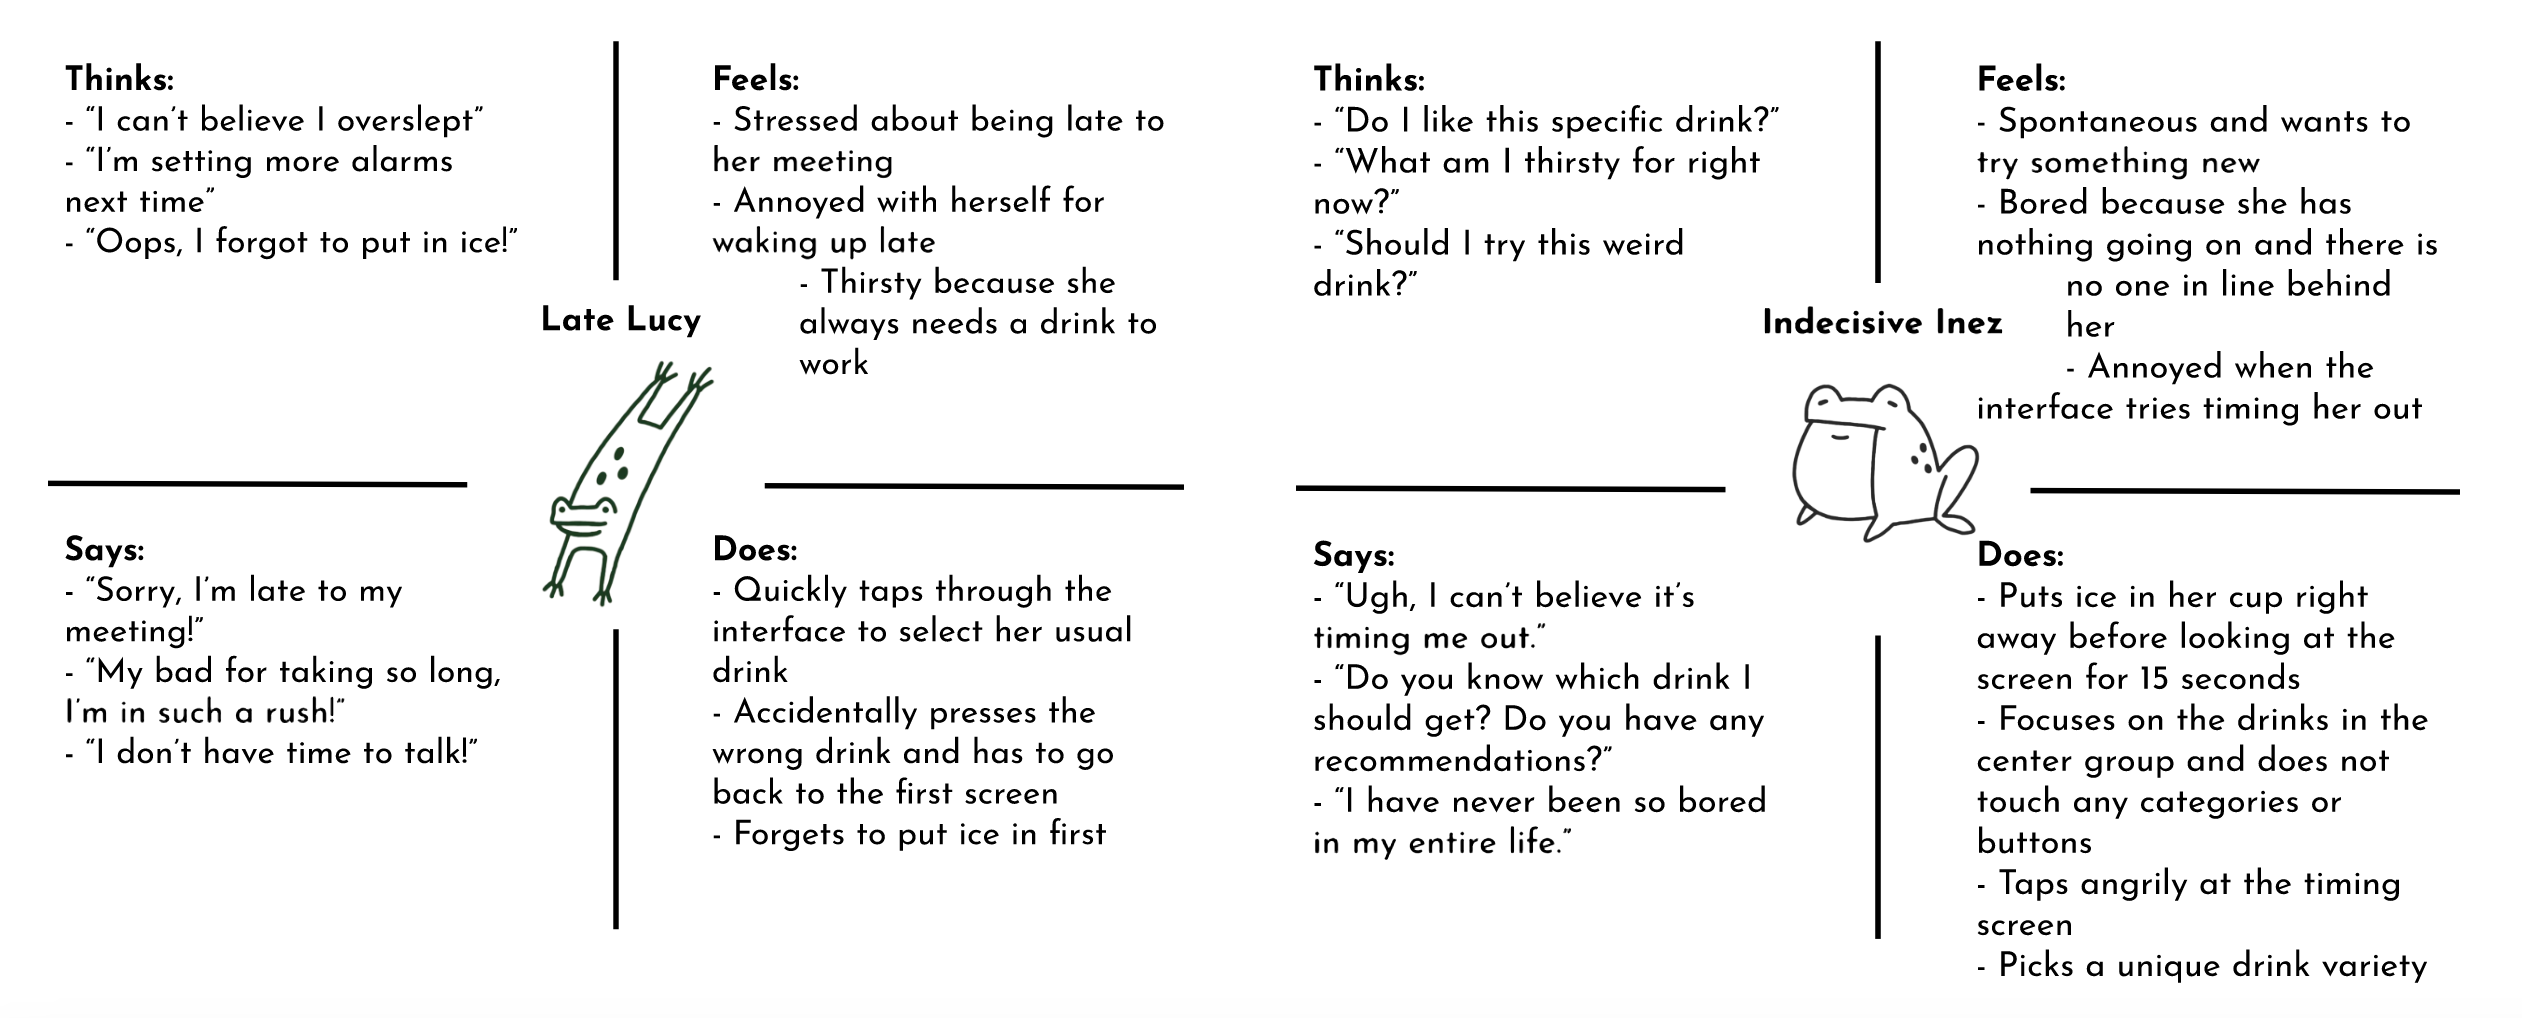 Thinks:
- “I can’t believe I overslept”
- “I’m setting more alarms
next time”
- “Oops, I forgot to put in ice!”
Feels:
- Stressed about being late to
her meeting
- Annoyed with herself for
waking up late
- Thirsty because she
always needs a drink to
work
Late Lucy
Says:
- “Sorry, I’m late to my
meeting!”
- “My bad for taking so long,
I’m in such a rush!”
- “I don’t have time to talk!”
Does:
- Quickly taps through the
interface to select her usual
drink
- Accidentally presses the
wrong drink and has to go
back to the first screen
- Forgets to put ice in first
Thinks:
- “Do I like this specific drink?”
- “What am I thirsty for right
now?”
- “Should I try this weird
drink?”
Feels:
- Spontaneous and wants to
try something new
- Bored because she has
nothing going on and there is
no one in line behind
her
- Annoyed when the
interface tries timing her out
Indecisive Inez
Says:
- “Ugh, I can’t believe it’s
timing me out.”
- “Do you know which drink I
should get? Do you have any
recommendations?”
- “I have never been so bored
in my entire life.”
Does:
- Puts ice in her cup right
away before looking at the
screen for 15 seconds
- Focuses on the drinks in the
center group and does not
touch any categories or
buttons
- Taps angrily at the timing
screen
- Picks a unique drink variety